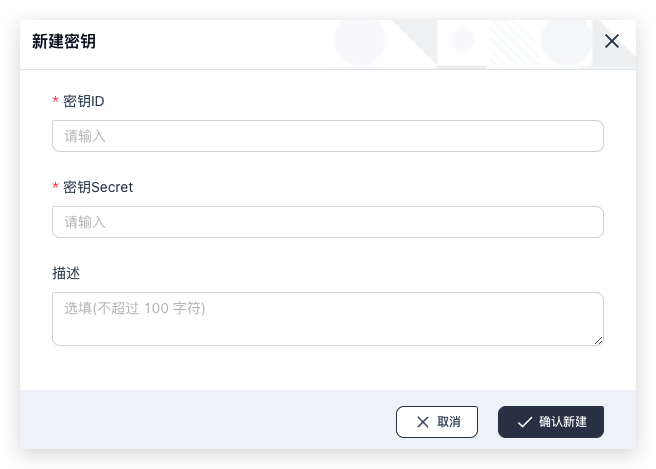 新建密钥
* 密钥ID
请输入
* 密钥Secret
请输入
描述
选填(不超过 100 字符)
取消
确认新建